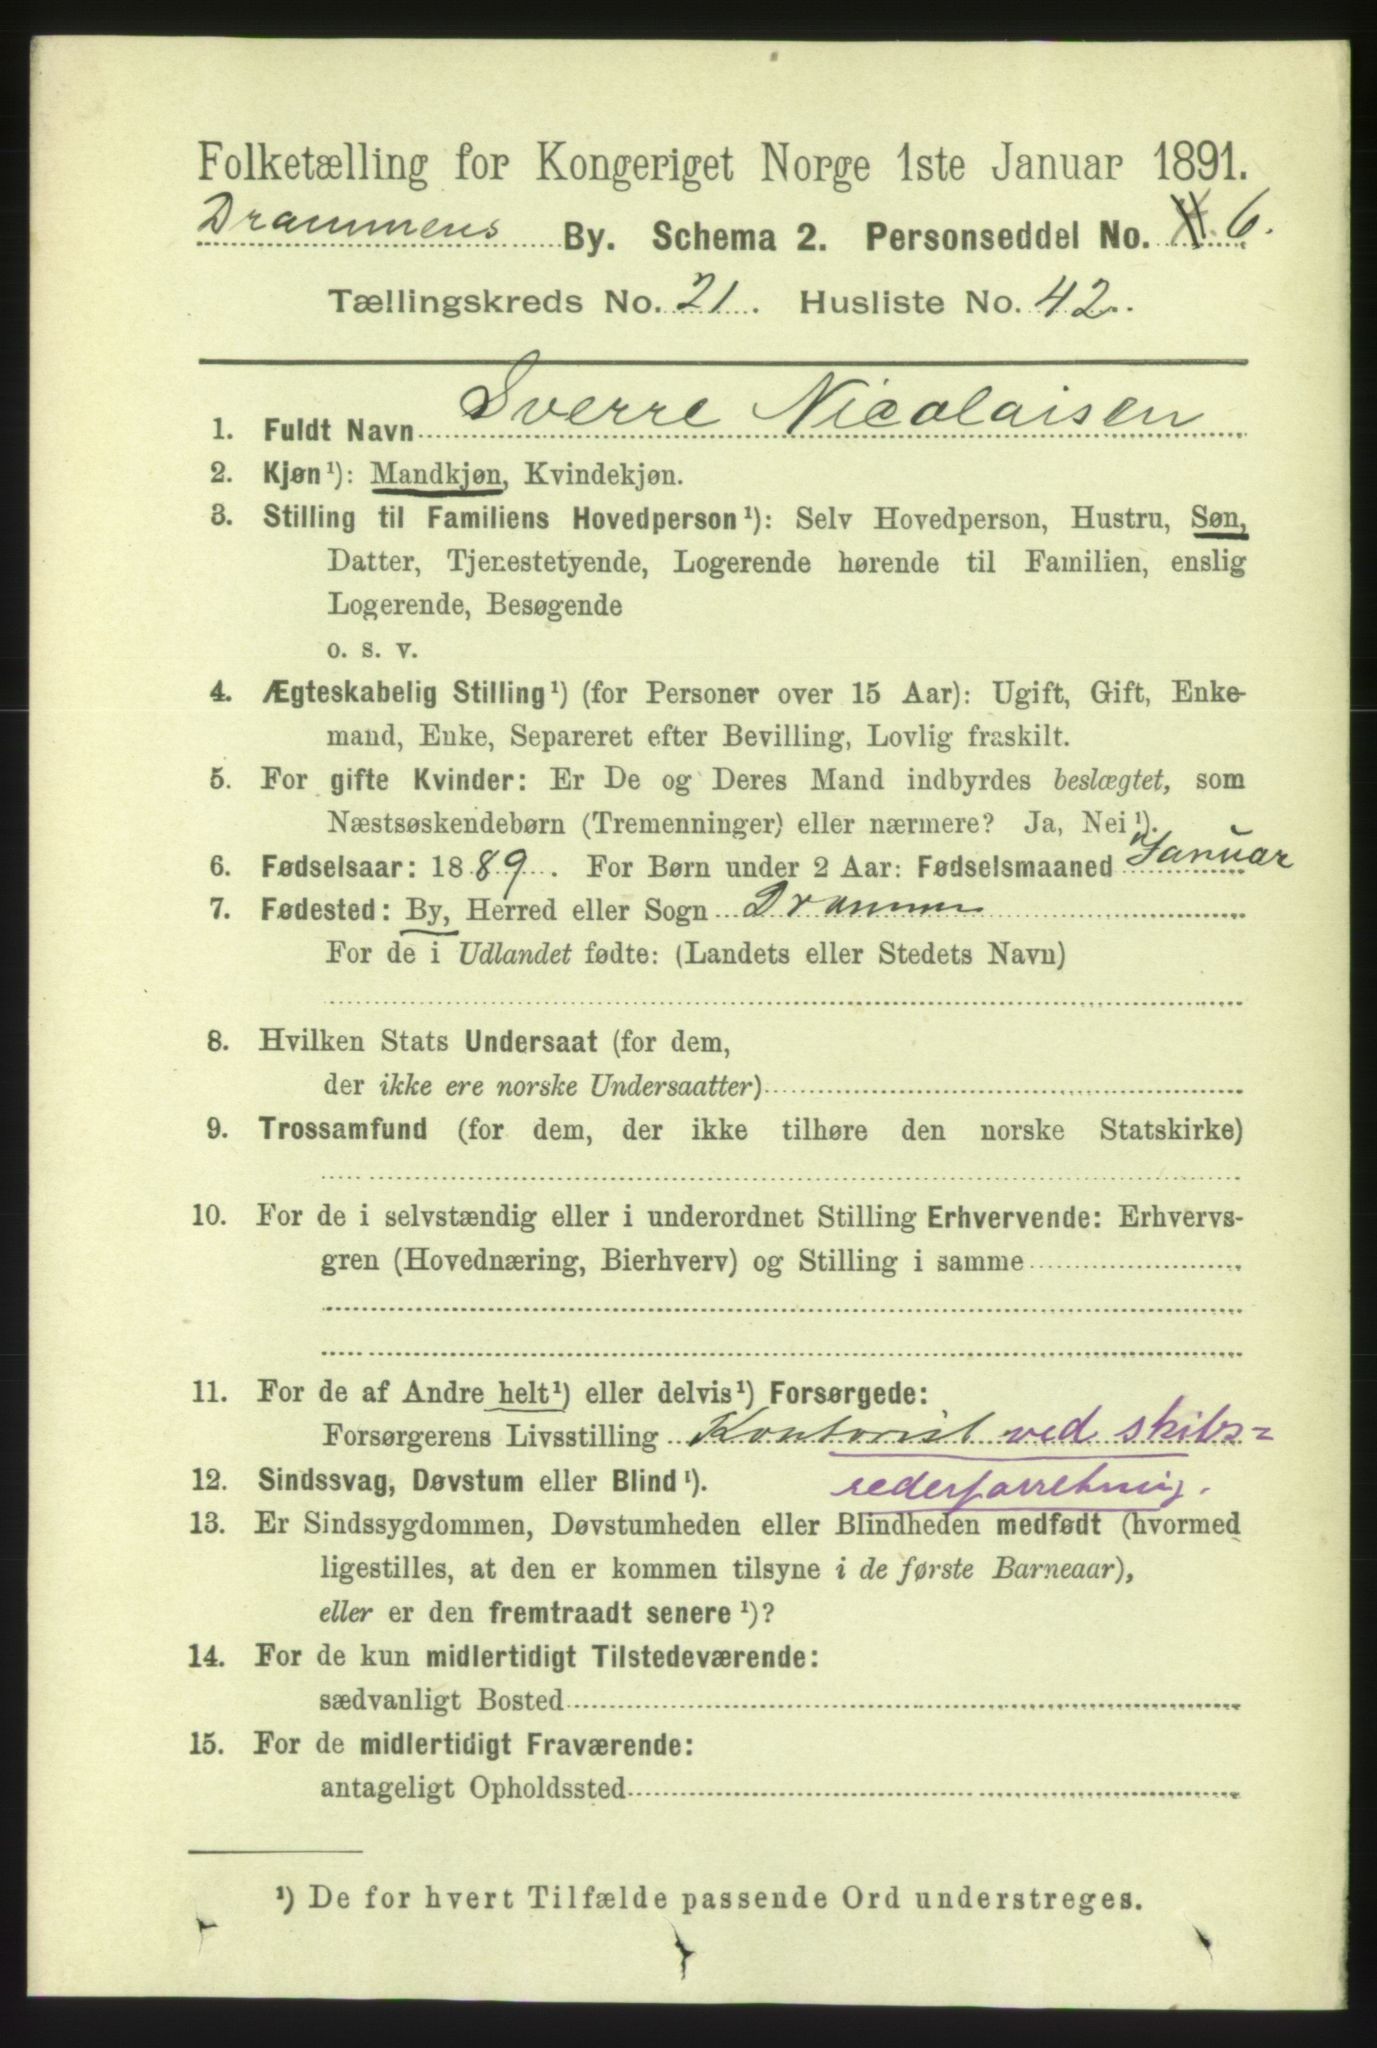 Folketælling for Kongeriget Norge 1ste Januar 1891.
Drammens By. Schema 2. Personseddel No. 6.
Tællingskreds No. 21. Husliste No. 42.
1. Fuldt Navn Sverre Nicolaisen
2. Kjøn¹): Mandkjøn, Kvindekjøn.
3. Stilling til Familiens Hovedperson¹): Selv Hovedperson, Hustru, Søn,
Datter, Tjenestetyende, Logerende hørende til Familien, enslig
Logerende, Besøgende
o. s. v.
4. Ægteskabelig Stilling¹) (for Personer over 15 Aar): Ugift, Gift, Enke-
mand, Enke, Separeret efter Bevilling, Lovlig fraskilt.
5. For gifte Kvinder: Er De og Deres Mand indbyrdes beslægtet, som
Næstsøskendebørn (Tremenninger) eller nærmere? Ja, Nei¹).
6. Fødselsaar: 1889. For Børn under 2 Aar: Fødselsmaaned Januar
7. Fødested: By, Herred eller Sogn Drammen
For de i Udlandet fødte: (Landets eller Stedets Navn)
8. Hvilken Stats Undersaat (for dem,
der ikke ere norske Undersaatter)
9. Trossamfund (for dem, der ikke tilhøre den norske Statskirke)
10. For de i selvstændig eller i underordnet Stilling Erhvervende: Erhvervs-
gren (Hovednæring, Bierhverv) og Stilling i samme
11. For de af Andre helt¹) eller delvis¹) Forsørgede:
Forsørgerens Livsstilling Kontorist ved skibs=
rederforretning.
12. Sindssvag, Døvstum eller Blind¹).
13. Er Sindssygdommen, Døvstumheden eller Blindheden medfødt (hvormed
ligestilles, at den er kommen tilsyne i de første Barneaar),
eller er den fremtraadt senere¹)?
14. For de kun midlertidigt Tilstedeværende:
sædvanligt Bosted
15. For de midlertidigt Fraværende:
antageligt Opholdssted
¹) De for hvert Tilfælde passende Ord understreges.